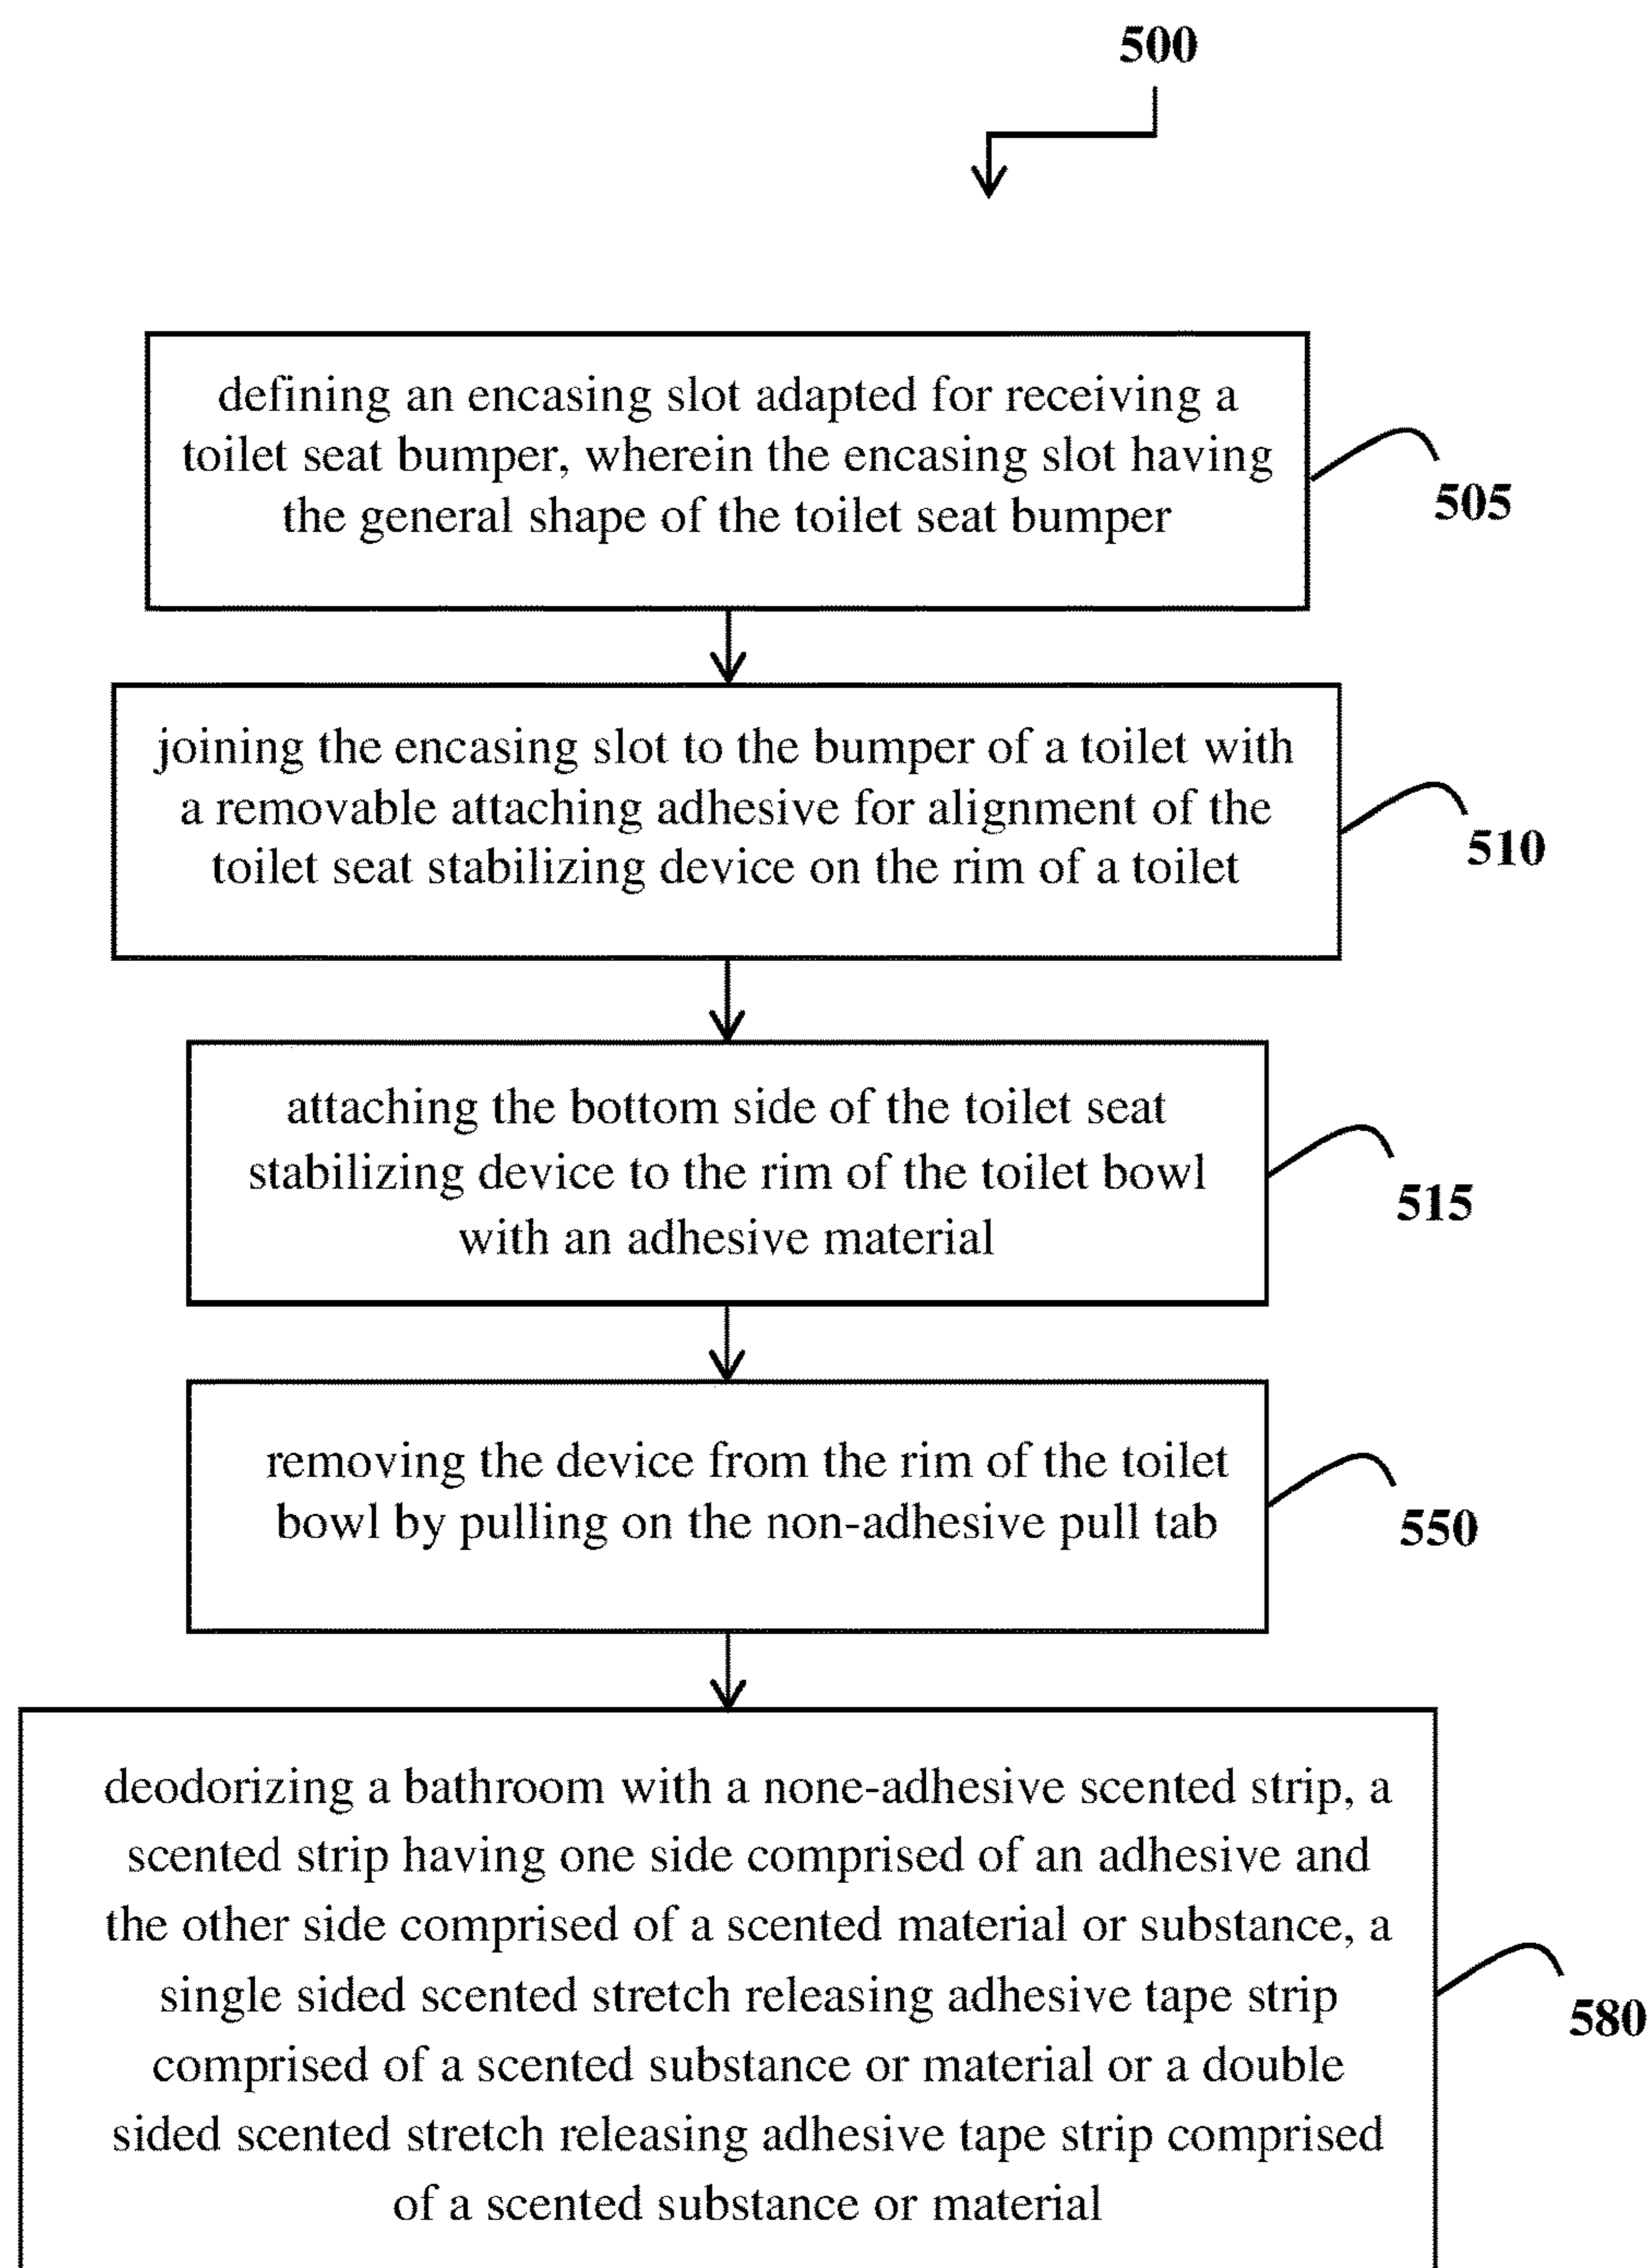 500
defining an encasing slot adapted for receiving a
toilet seat bumper, wherein the encasing slot having
the general shape of the toilet seat bumper
505
joining the encasing slot to the bumper of a toilet with
a removable attaching adhesive for alignment of the
toilet seat stabilizing device on the rim of a toilet
510
attaching the bottom side of the toilet seat
stabilizing device to the rim of the toilet bowl
with an adhesive material
515
removing the device from the rim of the toilet
bowl by pulling on the non-adhesive pull tab
550
deodorizing a bathroom with a none-adhesive scented strip, a
scented strip having one side comprised of an adhesive and
the other side comprised of a scented material or substance, a
single sided scented stretch releasing adhesive tape strip
comprised of a scented substance or material or a double
sided scented stretch releasing adhesive tape strip comprised
of a scented substance or material
580